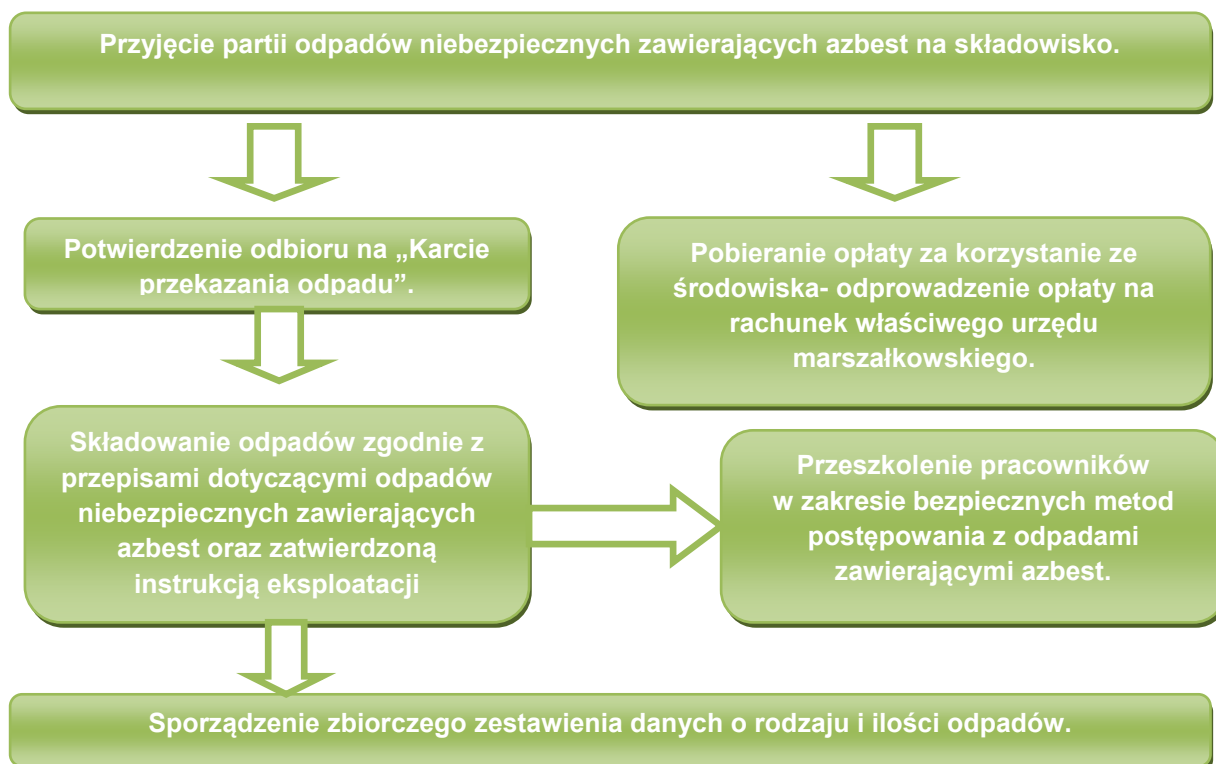 Przyjęcie partii odpadów niebezpiecznych zawierających azbest na składowisko.
Potwierdzenie odbioru na „Karcie
przekazania odpadu”.
Pobieranie opłaty za korzystanie ze
środowiska- odprowadzenie opłaty na
rachunek właściwego urzędu
marszałkowskiego.
Składowanie odpadów zgodnie z
przepisami dotyczącymi odpadów
niebezpiecznych zawierających
azbest oraz zatwierdzoną
instrukcją eksploatacji
Przeszkolenie pracowników
w zakresie bezpiecznych metod
postępowania z odpadami
zawierającymi azbest.
Sporządzenie zbiorczego zestawienia danych o rodzaju i ilości odpadów.